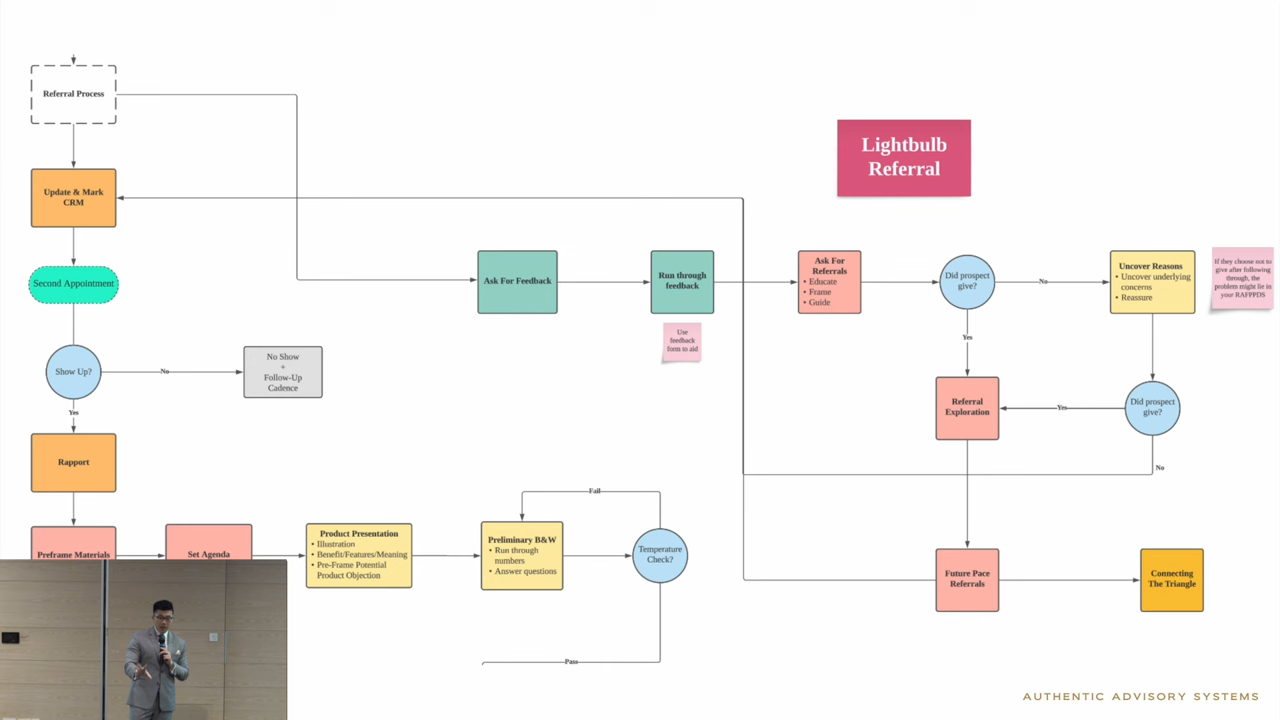 Referral Process
Update & Mark
CRM
Second Appointment
Show Up?
No
No Show
+
Follow-Up
Cadence
Yes
Rapport
Preframe Materials
Set Agenda
Product Presentation
• Illustration
• Benefit/Features/Meaning
• Pre-Frame Potential
Product Objection
Preliminary B&W
• Run through
numbers
• Answer questions
Fail
Temperature
Check?
Pass
Ask For Feedback
Run through
feedback
Use
feedback
form to aid
Lightbulb
Referral
Ask For
Referrals
• Educate
• Frame
• Guide
Did prospect
give?
No
Uncover Reasons
• Uncover underlying
concerns
• Reassure
If they choose not to
give after following
through, the
problem might lie in
your RAFPPDS
Yes
Referral
Exploration
Yes
Did prospect
give?
No
Future Pace
Referrals
Connecting
The Triangle
AUTHENTIC ADVISORY SYSTEMS